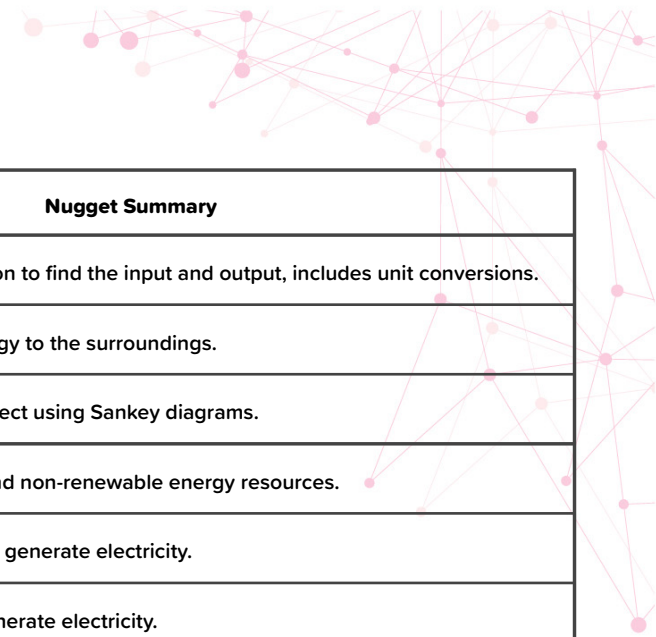 Nugget Summary
on to find the input and output, includes unit conversions.
gy to the surroundings.
ect using Sankey diagrams.
nd non-renewable energy resources.
generate electricity.
nerate electricity.